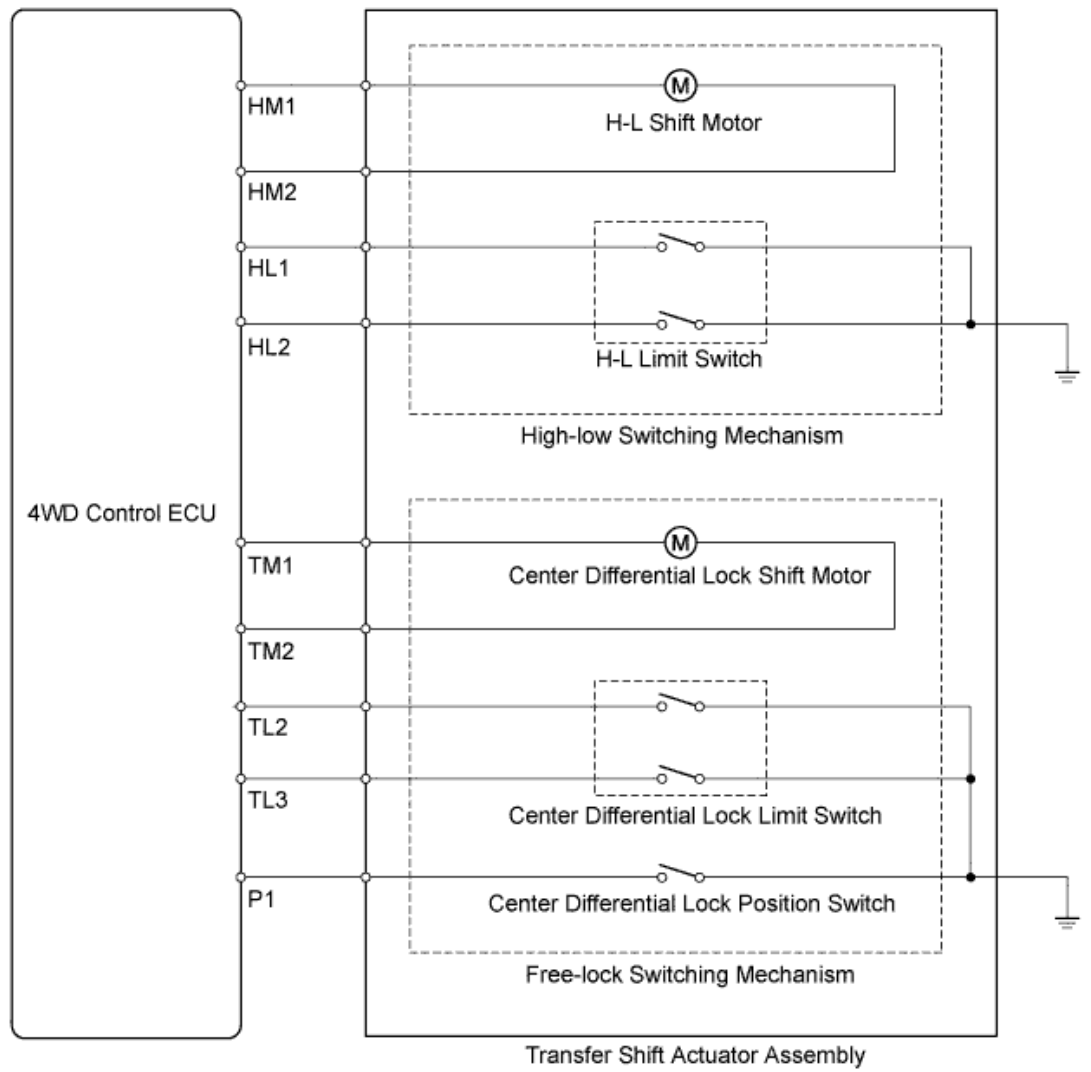 HM1
M
H-L Shift Motor
HM2
HL1
HL2
H-L Limit Switch
High-low Switching Mechanism
4WD Control ECU
TM1
M
Center Differential Lock Shift Motor
TM2
TL2
TL3
Center Differential Lock Limit Switch
P1
Center Differential Lock Position Switch
Free-lock Switching Mechanism
Transfer Shift Actuator Assembly